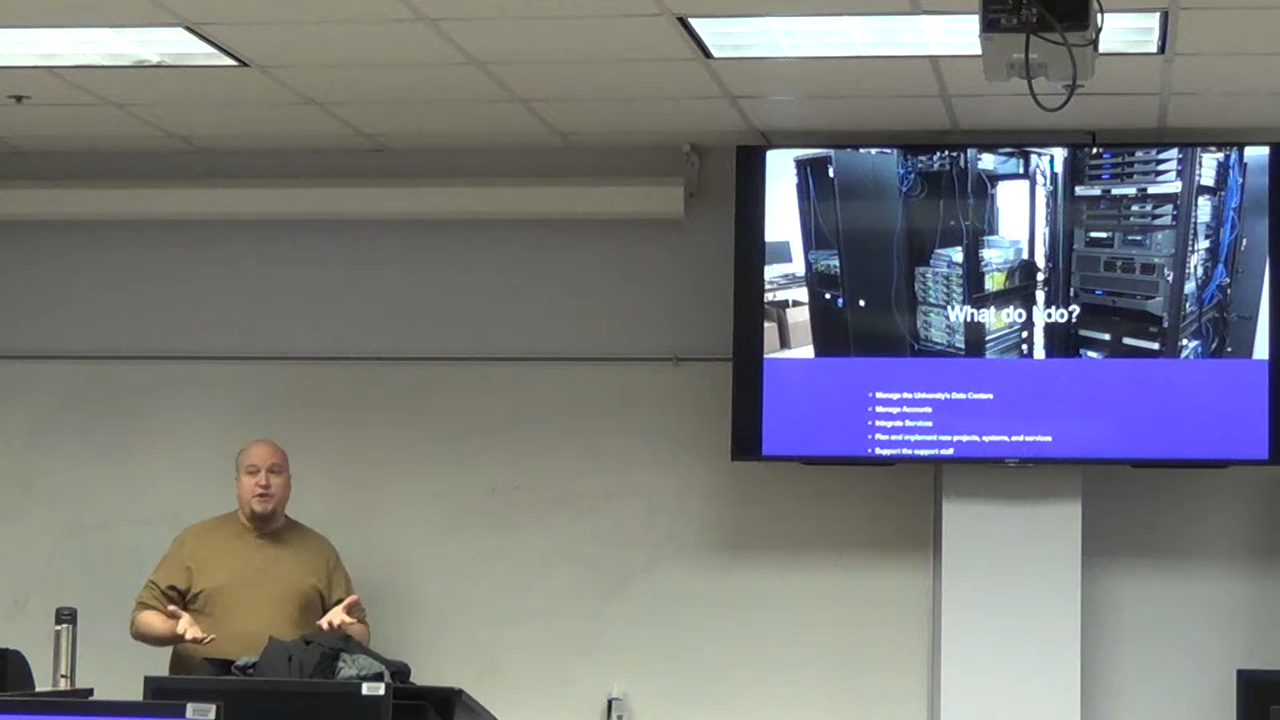 What do I do?
Manage the University's Data Centers
Manage Accounts
Integrate Services
Plan and implement new projects, systems, and services
Support the support staff